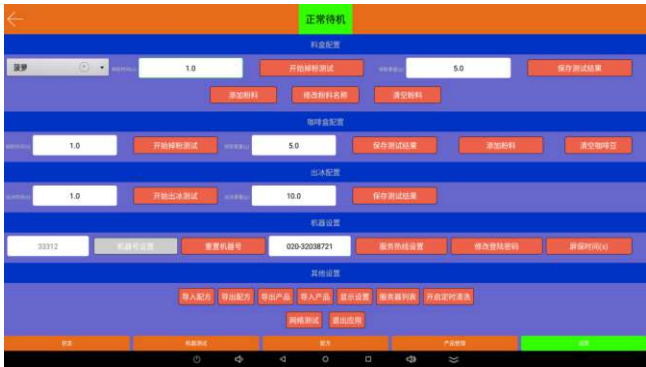 正常待机
料盒配置
菠萝 1.0 开始掉粉测试 5.0 保存测试结果
添加粉料 修改粉料名称 清空粉料
咖啡盒配置
1.0 开始掉粉测试 5.0 保存测试结果 添加粉料 清空咖啡豆
出冰配置
1.0 开始出冰测试 10.0 保存测试结果
机器设置
33312 机器号设置 重置机器号 020-32038721 服务热线设置 修改登陆密码 屏保时间(s)
其他设置
导入配方 导出配方 导出产品 导入产品 显示设置 服务器列表 开启定时清洗
网络测试 退出应用
机器测试 配方 产品管理 设置